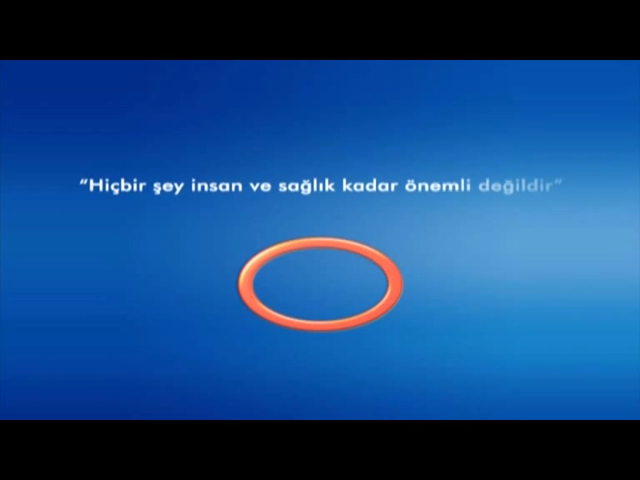 “Hiçbir şey insan ve sağlık kadar önemli değildir”